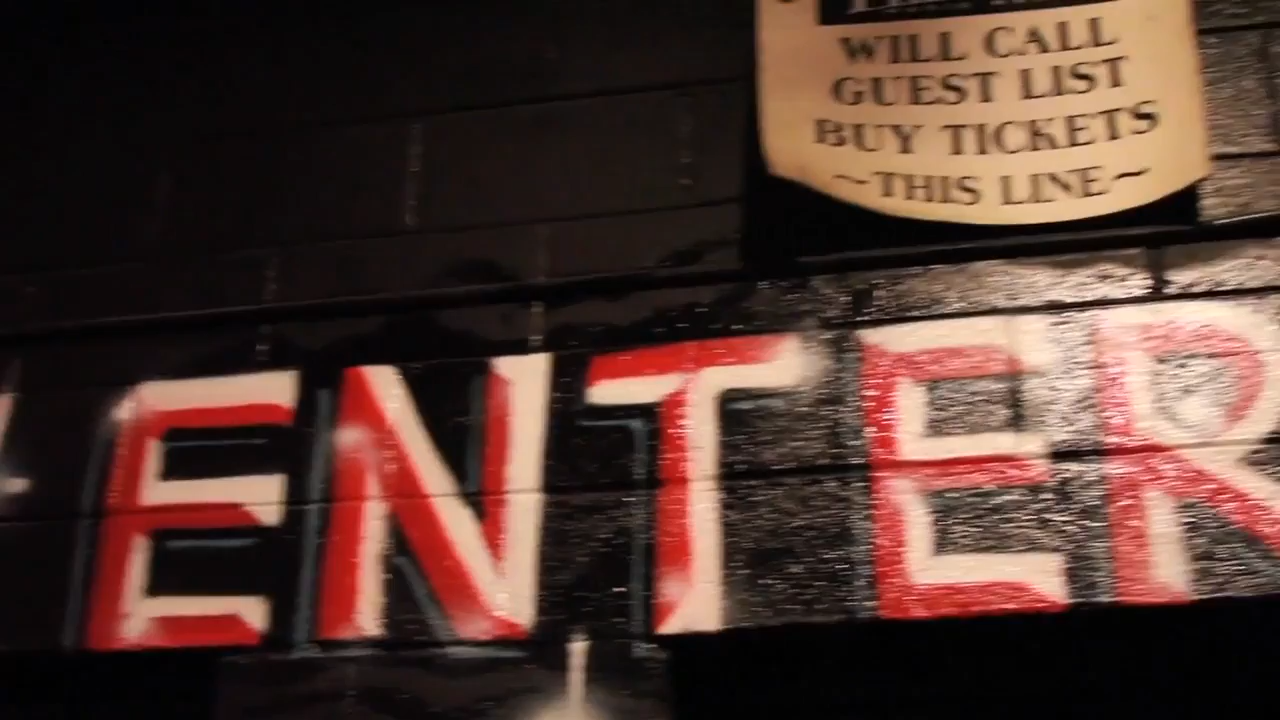 WILL CALL
GUEST LIST
BUY TICKETS
~THIS LINE~
ENTER